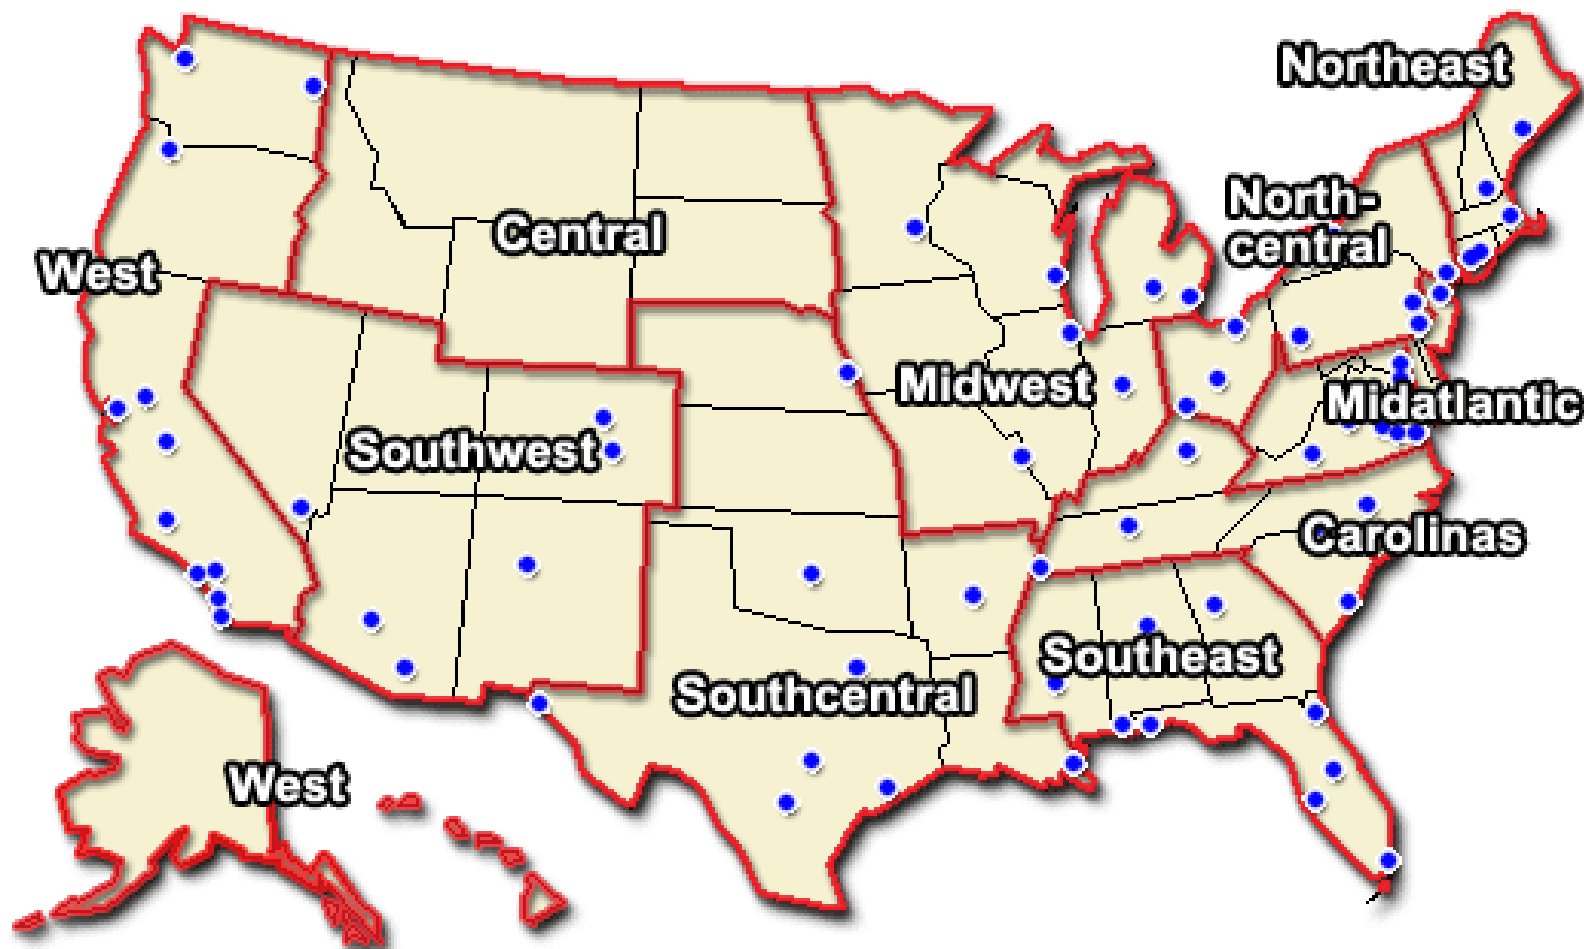 Northeast
North-
central
Central
West
Midwest
Midatlantic
Southwest
Carolinas
Southeast
Southcentral
West